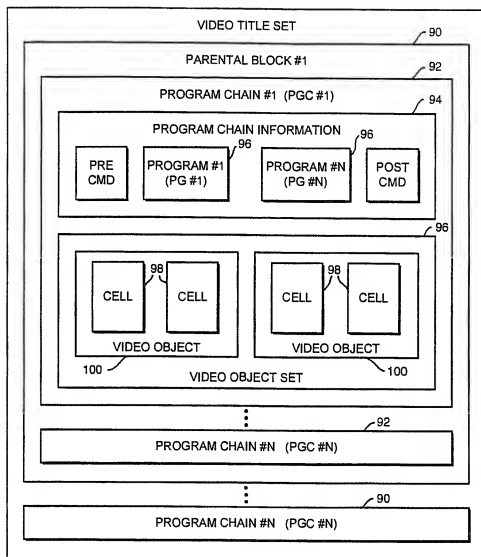 VIDEO TITLE SET
90
PARENTAL BLOCK #1
92
PROGRAM CHAIN #1 (PGC #1)
94
PROGRAM CHAIN INFORMATION
96
96
PRE
CMD
PROGRAM #1
(PG #1)
PROGRAM #N
(PG #N)
POST
CMD
96
CELL
98
CELL
CELL
98
CELL
VIDEO OBJECT
VIDEO OBJECT
100
VIDEO OBJECT SET
100
92
PROGRAM CHAIN #N (PGC #N)
90
PROGRAM CHAIN #N (PGC #N)